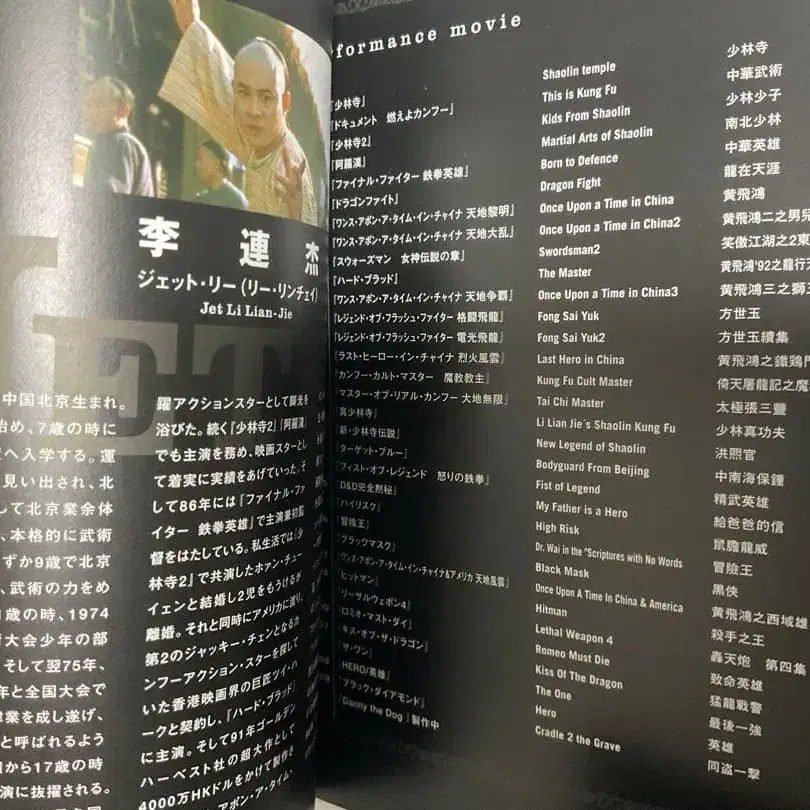 李連杰
ジェット・リー(リー・リンチェイ)
Jet Li Lian-Jie
JET
中国北京生まれ。
始め、7歳の時に
へ入学する。運
見い出され、北
して北京業余体
、本格的に武術
ずか9歳で北京
、武術の力をめ
歳の時、1974
術大会少年の部
そして翌75年、
年と全国大会で
業を成し遂げ、
と呼ばれるよう
から17歳の時
演に抜擢される。
躍アクションスターとして脚光を
浴びた。続く『少林寺2』『阿羅漢』
でも主演を務め、映画スターとし
て着実に実績をあげていった。そ
して86年には『ファイナル・ファ
イター 鉄拳英雄』で主演兼初監
督をはたしている。私生活では『少
林寺2』で共演したホァン・チュー
イェンと結婚し2児をもうけるが
離婚。それと同時にアメリカに渡り、
第2のジャッキー・チェンとなるカ
ンフーアクション・スターを探して
いた香港映画界の巨匠ツイ・ハ
ークと契約し、『ハード・ブラッド』
に主演。そして91年ゴールデン
ハーベスト社の超大作として
4000万HKドルをかけて製作さ
formance movie
『少林寺』
『ドキュメント 燃えよカンフー』
『少林寺2』
『阿羅漢』
『ファイナル・ファイター 鉄拳英雄』
『ドラゴンファイト』
『ワンス・アポン・ア・タイム・イン・チャイナ 天地黎明』
『ワンス・アポン・ア・タイム・イン・チャイナ 天地大乱』
『スウォーズマン 女神伝説の章』
『ハード・ブラッド』
『ワンス・アポン・ア・タイム・イン・チャイナ 天地争覇』
『レジェンド・オブ・フラッシュ・ファイター 格闘飛龍』
『レジェンド・オブ・フラッシュ・ファイター 電光飛龍』
『ラスト・ヒーロー・イン・チャイナ 烈火風雲』
『カンフー・カルト・マスター 魔教教主』
『マスター・オブ・リアル・カンフー 大地無限』
『真少林寺』
『新・少林寺伝説』
『ターゲット・ブルー』
『フィスト・オブ・レジェンド 怒りの鉄拳』
『D&D完全黙秘』
『ハイリスク』
『冒険王』
『ブラックマスク』
『ワンス・アポン・ア・タイム・イン・チャイナ&アメリカ 天地風雲』
『ヒットマン』
『リーサルウェポン4』
『ロミオ・マスト・ダイ』
『キス・オブ・ザ・ドラゴン』
『ザ・ワン』
『HERO/英雄』
『ブラック・ダイアモンド』
『Danny the Dog』製作中
Shaolin temple
This is Kung Fu
Kids From Shaolin
Martial Arts of Shaolin
Born to Defence
Dragon Fight
Once Upon a Time in China
Once Upon a Time in China2
Swordsman2
The Master
Once Upon a Time in China3
Fong Sai Yuk
Fong Sai Yuk2
Last Hero in China
Kung Fu Cult Master
Tai Chi Master
Li Lian Jie's Shaolin Kung Fu
New Legend of Shaolin
Bodyguard From Beijing
Fist of Legend
My Father is a Hero
High Risk
Dr. Wai in the "Scriptures with No Words
Black Mask
Once Upon A Time In China & America
Hitman
Lethal Weapon 4
Romeo Must Die
Kiss Of The Dragon
The One
Hero
Cradle 2 the Grave
少林寺
中華武術
少林少子
南北少林
中華英雄
龍在天涯
黄飛鴻
黄飛鴻二之男兒
笑傲江湖之2東
黄飛鴻'92之龍行天
黄飛鴻三之獅王
方世玉
方世玉續集
黄飛鴻之鐵鶏鬥
倚天屠龍記之魔
太極張三豐
少林真功夫
洪熙官
中南海保鏢
精武英雄
給爸爸的信
鼠膽龍威
冒險王
黒俠
黄飛鴻之西域雄
殺手之王
轟天炮 第四集
致命英雄
猛龍戰警
最後一強
英雄
同盗一撃